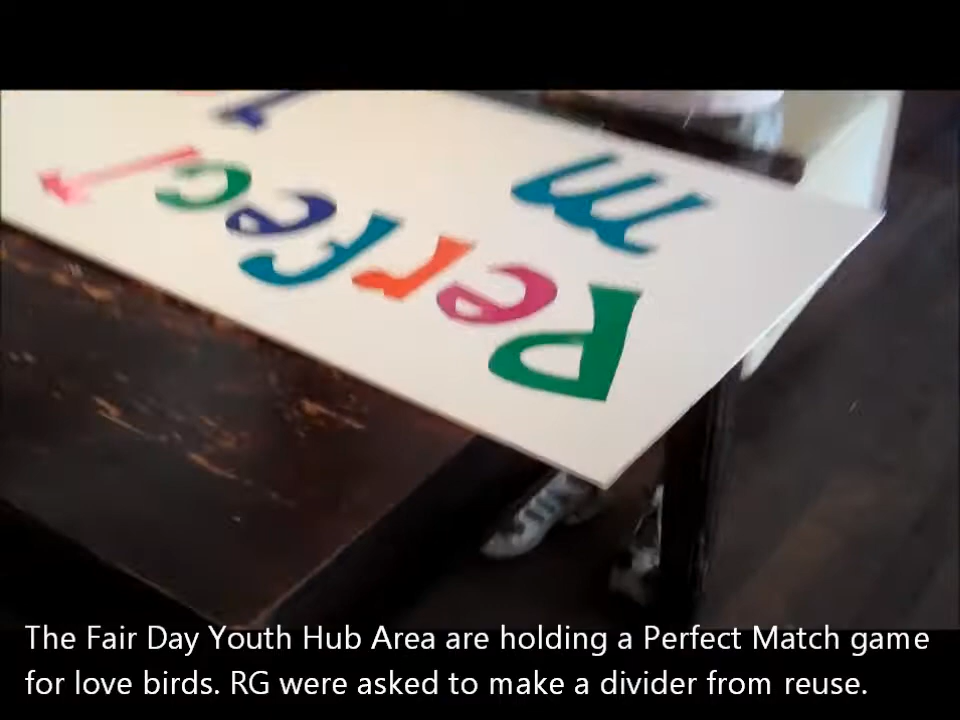 Perfect
m
The Fair Day Youth Hub Area are holding a Perfect Match game
for love birds. RG were asked to make a divider from reuse.